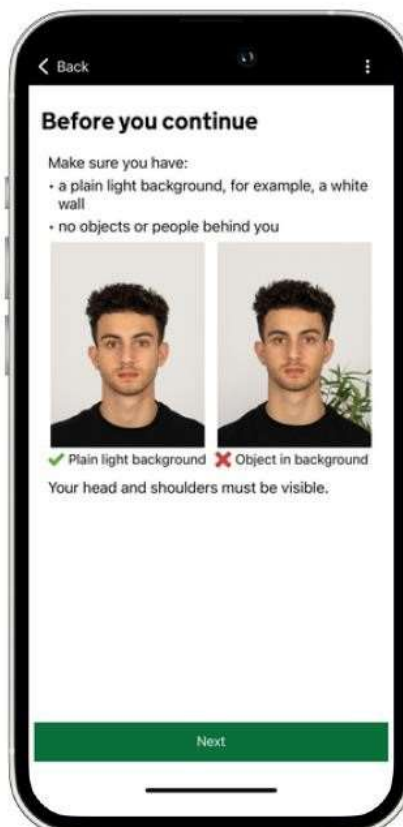 Back
Before you continue
Make sure you have:
• a plain light background, for example, a white
wall
• no objects or people behind you
Plain light background
Object in background
Your head and shoulders must be visible.
Next